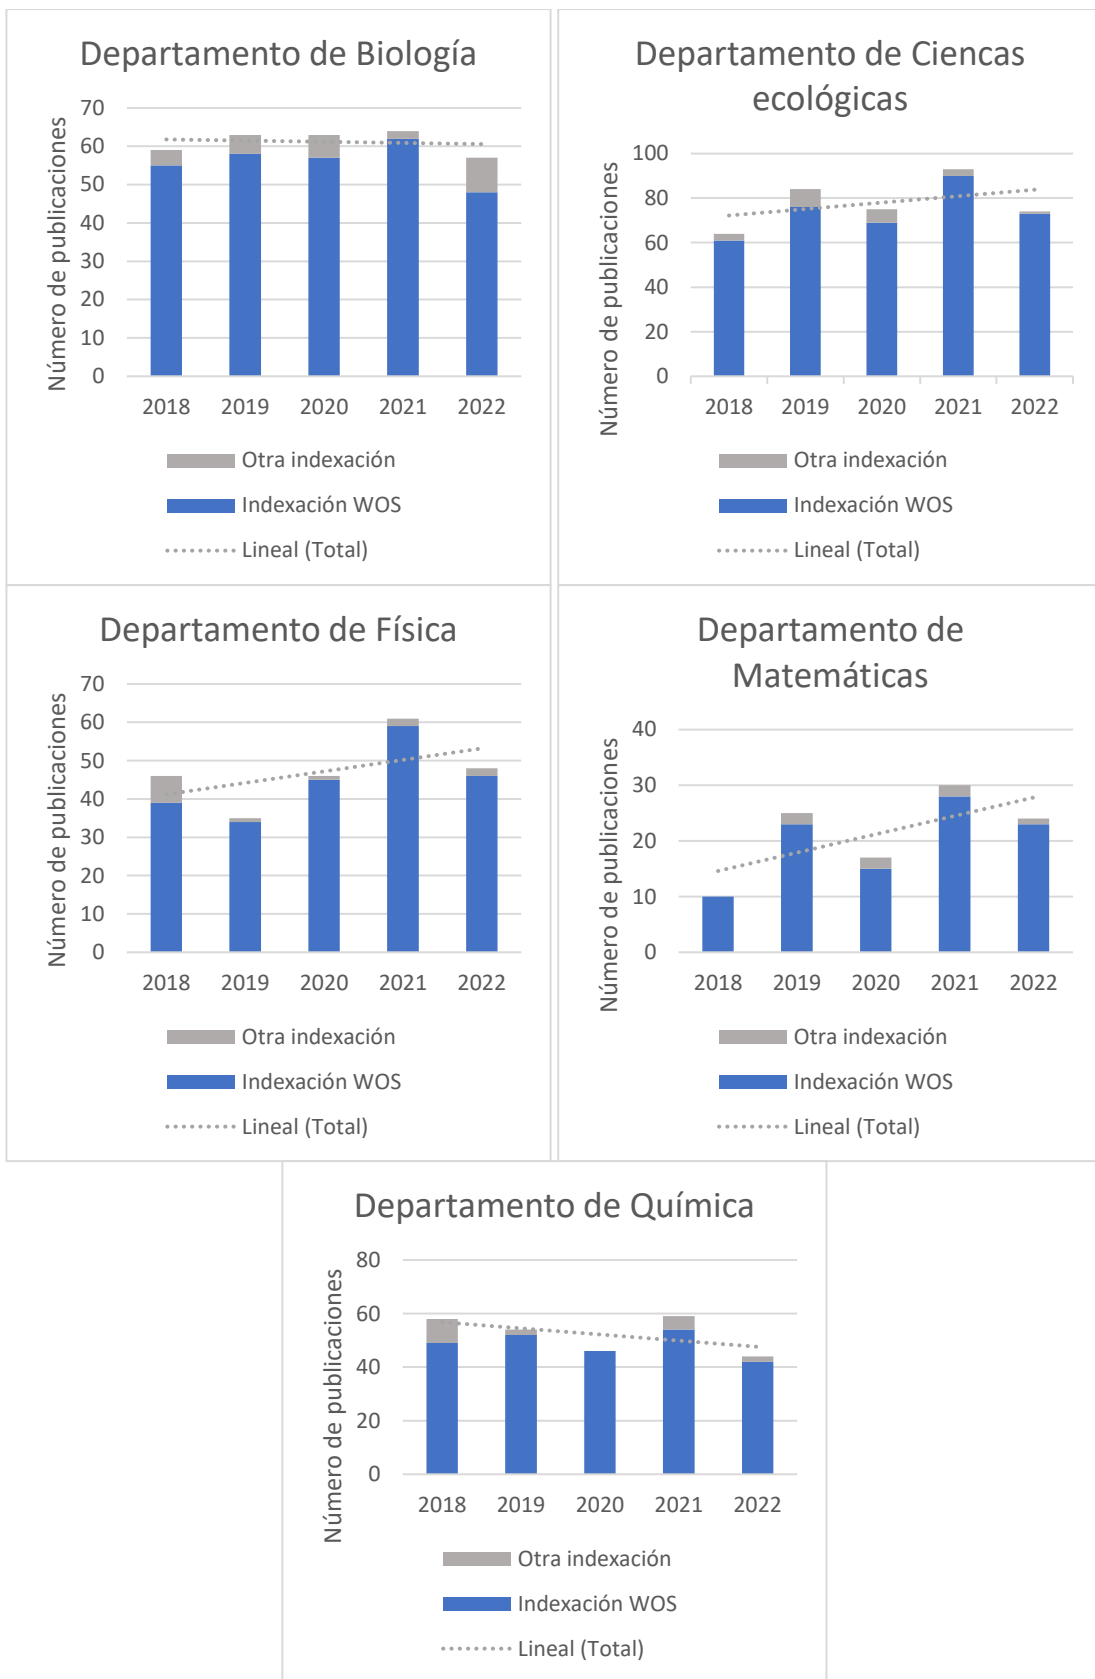 Departamento de Biología
Número de publicaciones
70
60
50
40
30
20
10
0
2018 2019 2020 2021 2022
Otra indexación
Indexación WOS
Lineal (Total)
Departamento de Ciencas
ecológicas
Número de publicaciones
100
80
60
40
20
0
2018 2019 2020 2021 2022
Otra indexación
Indexación WOS
Lineal (Total)
Departamento de Física
Número de publicaciones
70
60
50
40
30
20
10
0
2018 2019 2020 2021 2022
Otra indexación
Indexación WOS
Lineal (Total)
Departamento de
Matemáticas
Número de publicaciones
40
30
20
10
0
2018 2019 2020 2021 2022
Otra indexación
Indexación WOS
Lineal (Total)
Departamento de Química
Número de publicaciones
80
60
40
20
0
2018 2019 2020 2021 2022
Otra indexación
Indexación WOS
Lineal (Total)